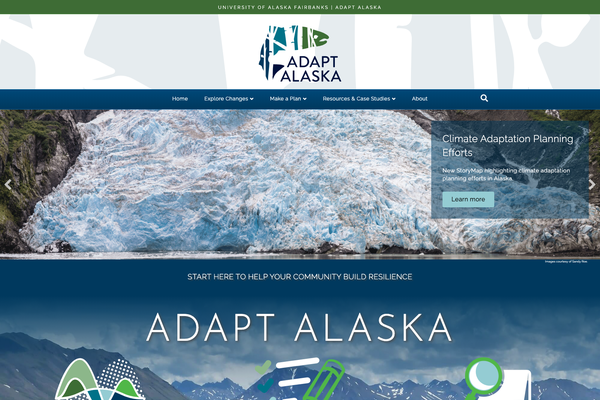 UNIVERSITY OF ALASKA FAIRBANKS | ADAPT ALASKA
ADAPT
ALASKA
Home Explore Changes Make a Plan Resources & Case Studies About
Climate Adaptation Planning
Efforts
New StoryMap highlighting climate adaptation
planning efforts in Alaska.
Learn more
Images courtesy of Sandy Rae
START HERE TO HELP YOUR COMMUNITY BUILD RESILIENCE
ADAPT ALASKA